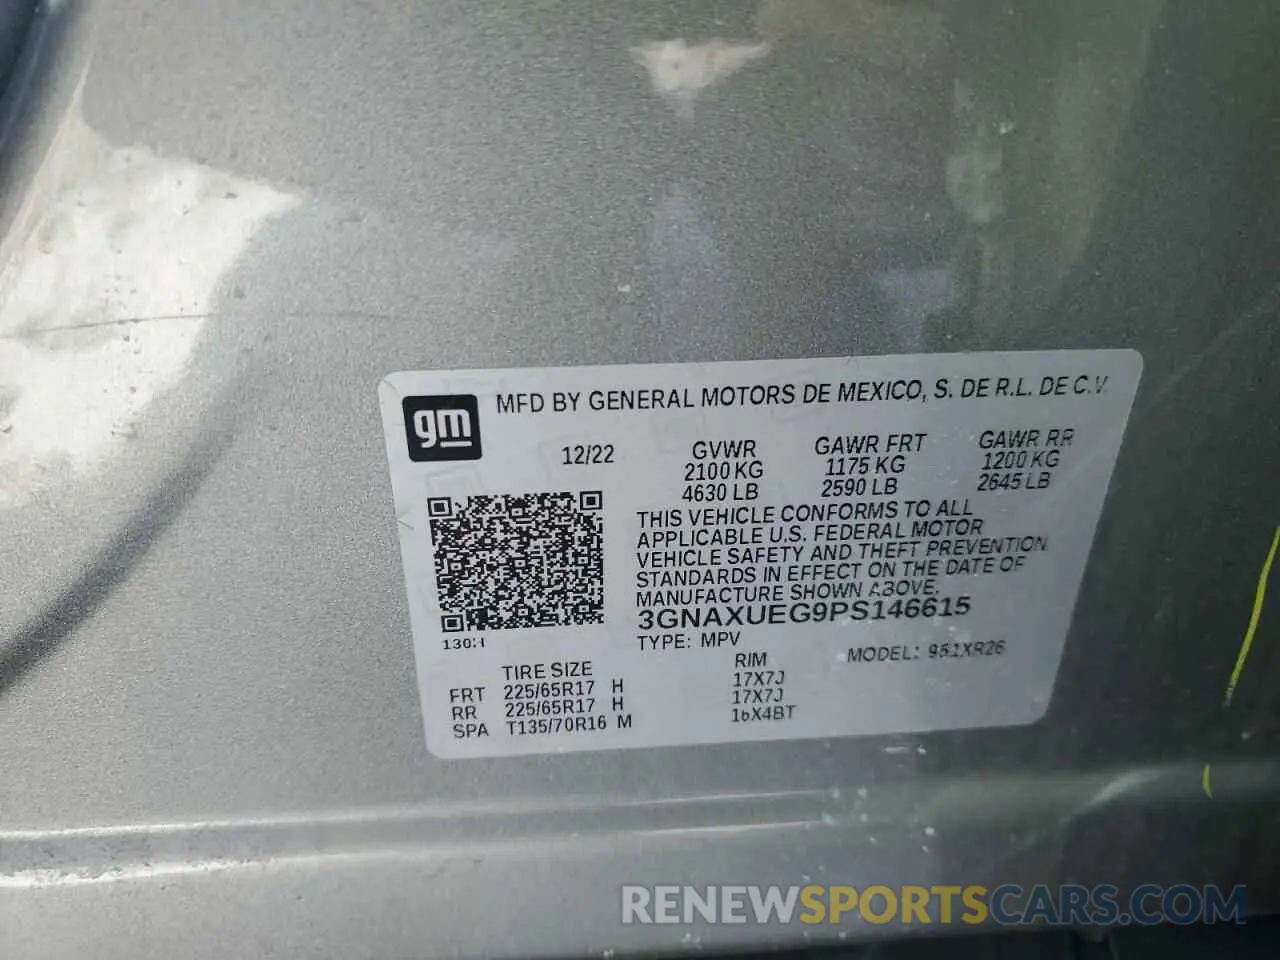 gm
MFD BY GENERAL MOTORS DE MEXICO, S. DE R.L. DE C.V.
12/22
GVWR
2100 KG
4630 LB
GAWR FRT
1175 KG
2590 LB
GAWR RR
1200 KG
2645 LB
THIS VEHICLE CONFORMS TO ALL
APPLICABLE U.S. FEDERAL MOTOR
VEHICLE SAFETY AND THEFT PREVENTION
STANDARDS IN EFFECT ON THE DATE OF
MANUFACTURE SHOWN ABOVE.
3GNAXUEG9PS146615
130H
TYPE: MPV
MODEL: 951XR26
TIRE SIZE
RIM
FRT 225/65R17 H 17X7J
RR 225/65R17 H 17X7J
SPA T135/70R16 M 16X4BT
RENEWSPORTSCARS.COM